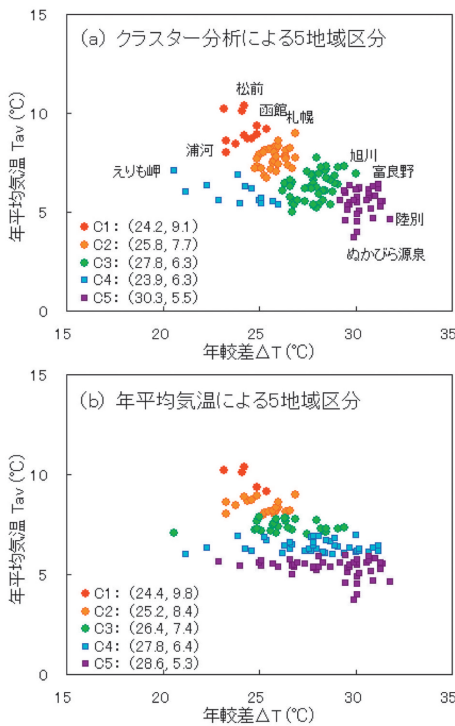 (a) クラスター分析による5地域区分
15
10
5
0
15
20
25
30
35
年平均気温 Tav (℃)
年較差ΔT (℃)
松前
函館
札幌
浦河
えりも岬
旭川
富良野
陸別
ぬかびら源泉
C1: (24.2, 9.1)
C2: (25.8, 7.7)
C3: (27.8, 6.3)
C4: (23.9, 6.3)
C5: (30.3, 5.5)
(b) 年平均気温による5地域区分
15
10
5
0
15
20
25
30
35
年平均気温 Tav (℃)
年較差ΔT (℃)
C1: (24.4, 9.8)
C2: (25.2, 8.4)
C3: (26.4, 7.4)
C4: (27.8, 6.4)
C5: (28.6, 5.3)